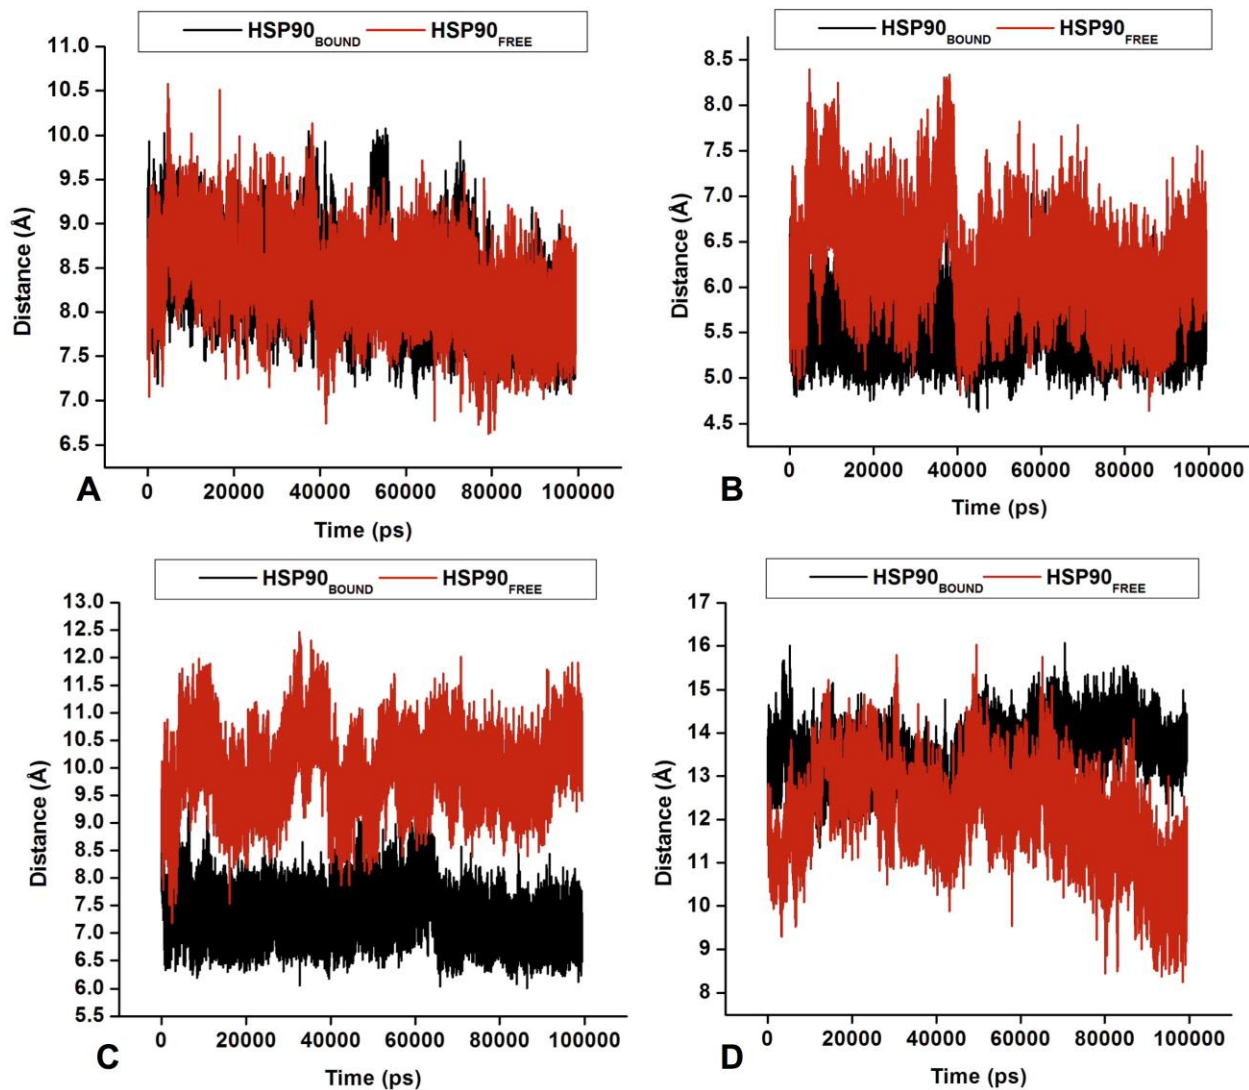 HSP90BOUND HSP90FREE
11.0
10.5
10.0
9.5
9.0
8.5
8.0
7.5
7.0
6.5
Distance (Å)
0 20000 40000 60000 80000 100000
Time (ps)
A
HSP90BOUND HSP90FREE
8.5
8.0
7.5
7.0
6.5
6.0
5.5
5.0
4.5
Distance (Å)
0 20000 40000 60000 80000 100000
Time (ps)
B
HSP90BOUND HSP90FREE
13.0
12.5
12.0
11.5
11.0
10.5
10.0
9.5
9.0
8.5
8.0
7.5
7.0
6.5
6.0
5.5
Distance (Å)
0 20000 40000 60000 80000 100000
Time (ps)
C
HSP90BOUND HSP90FREE
17
16
15
14
13
12
11
10
9
8
Distance (Å)
0 20000 40000 60000 80000 100000
Time (ps)
D